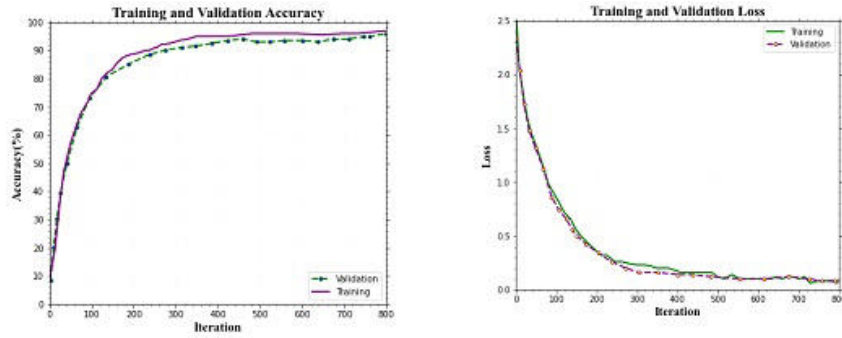 Training and Validation Accuracy
100
90
80
70
60
50
40
30
20
10
0
Accuracy(%)
0 100 200 300 400 500 600 700 800
Iteration
Validation
Training
Training and Validation Loss
2.5
2.0
1.5
1.0
0.5
0.0
Loss
0 100 200 300 400 500 600 700 800
Iteration
Training
Validation